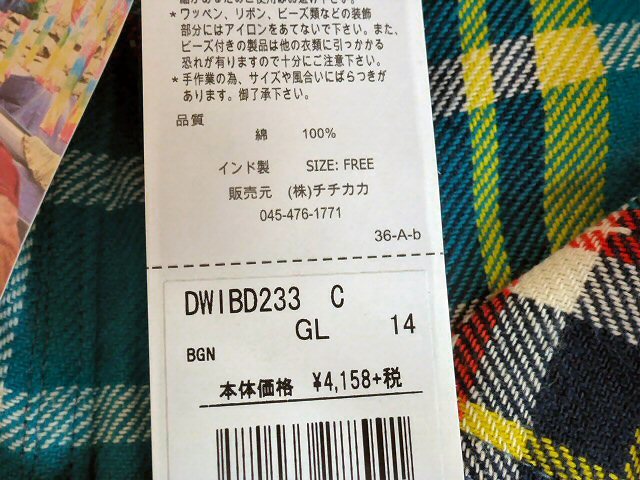 *ワッペン、リボン、ビーズ類などの装飾
部分にはアイロンをあてないで下さい。また、
ビーズ付きの製品は他の衣類に引っかかる
恐れが有りますので十分にご注意下さい。
*手作業の為、サイズや風合いにばらつきが
あります。御了承下さい。
品質
綿 100%
インド製 SIZE: FREE
販売元 (株)チチカカ
045-476-1771
36-A-b
DWIBD233 C
GL 14
BGN
本体価格 ¥4,158+税